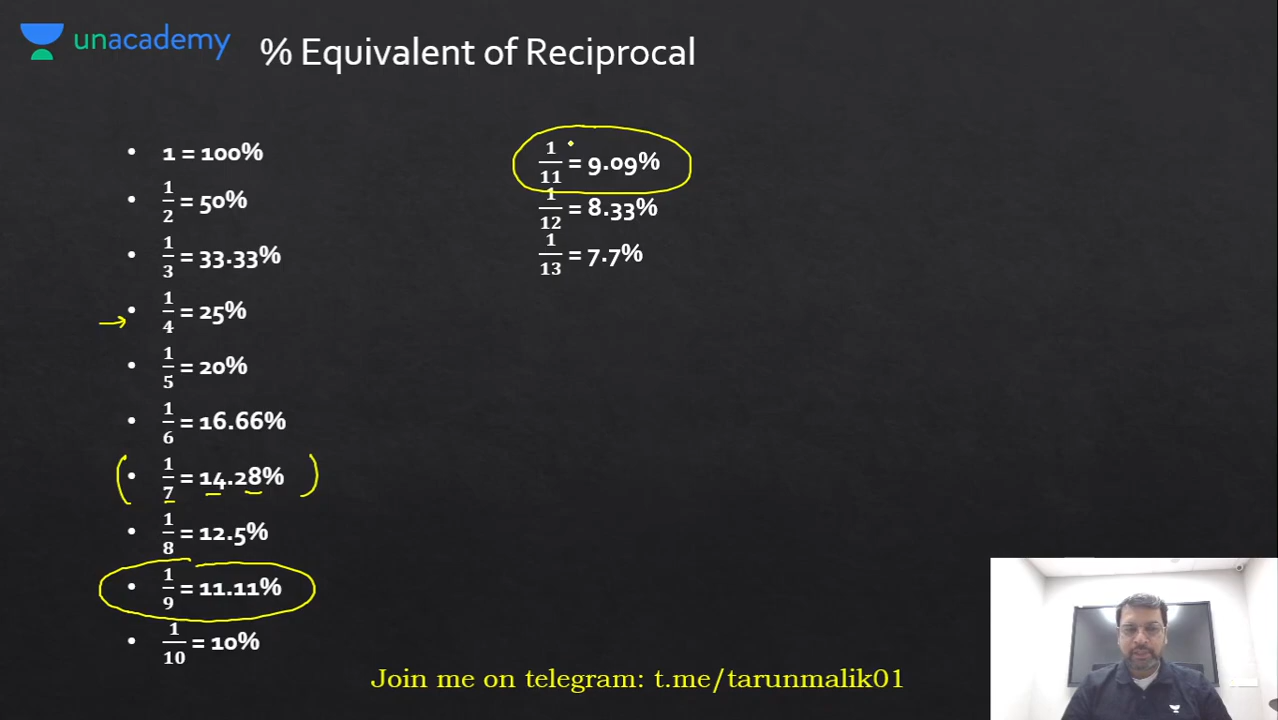 unacademy
% Equivalent of Reciprocal
• 1 = 100%
• 1/2 = 50%
• 1/3 = 33.33%
• 1/4 = 25%
• 1/5 = 20%
• 1/6 = 16.66%
• 1/7 = 14.28%
• 1/8 = 12.5%
• 1/9 = 11.11%
• 1/10 = 10%
1/11 = 9.09%
1/12 = 8.33%
1/13 = 7.7%
Join me on telegram: t.me/tarunmalik01